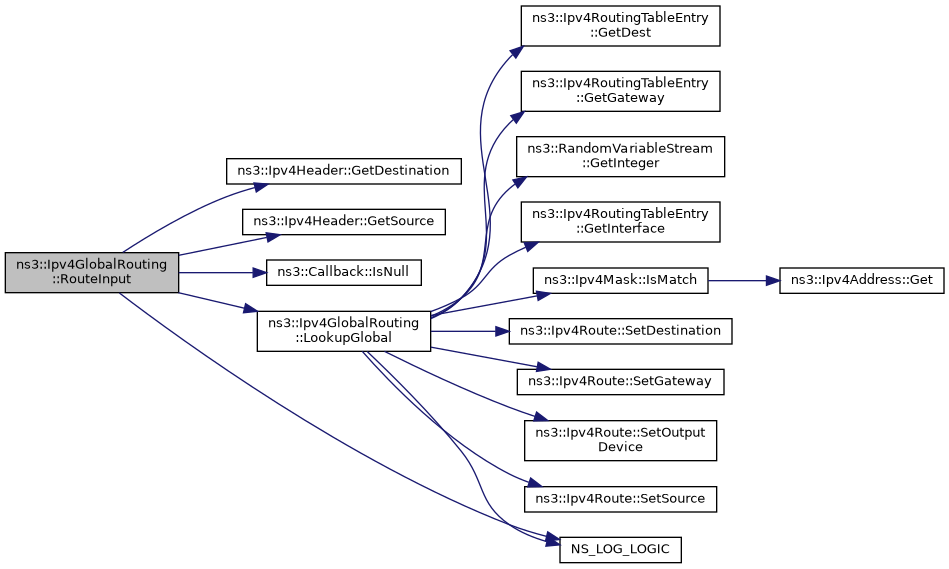 ns3::Ipv4GlobalRouting
::RouteInput
ns3::Ipv4Header::GetDestination
ns3::Ipv4Header::GetSource
ns3::Callback::IsNull
ns3::Ipv4GlobalRouting
::LookupGlobal
ns3::Ipv4RoutingTableEntry
::GetDest
ns3::Ipv4RoutingTableEntry
::GetGateway
ns3::RandomVariableStream
::GetInteger
ns3::Ipv4RoutingTableEntry
::GetInterface
ns3::Ipv4Mask::IsMatch
ns3::Ipv4Address::Get
ns3::Ipv4Route::SetDestination
ns3::Ipv4Route::SetGateway
ns3::Ipv4Route::SetOutput
Device
ns3::Ipv4Route::SetSource
NS_LOG_LOGIC